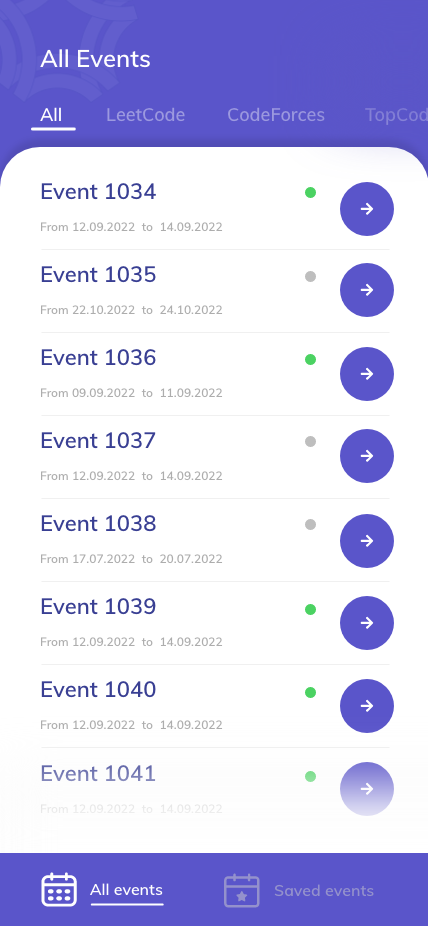 All Events
All LeetCode CodeForces TopCod
Event 1034
From 12.09.2022 to 14.09.2022
Event 1035
From 22.10.2022 to 24.10.2022
Event 1036
From 09.09.2022 to 11.09.2022
Event 1037
From 12.09.2022 to 14.09.2022
Event 1038
From 17.07.2022 to 20.07.2022
Event 1039
From 12.09.2022 to 14.09.2022
Event 1040
From 12.09.2022 to 14.09.2022
Event 1041
From 12.09.2022 to 14.09.2022
All events Saved events